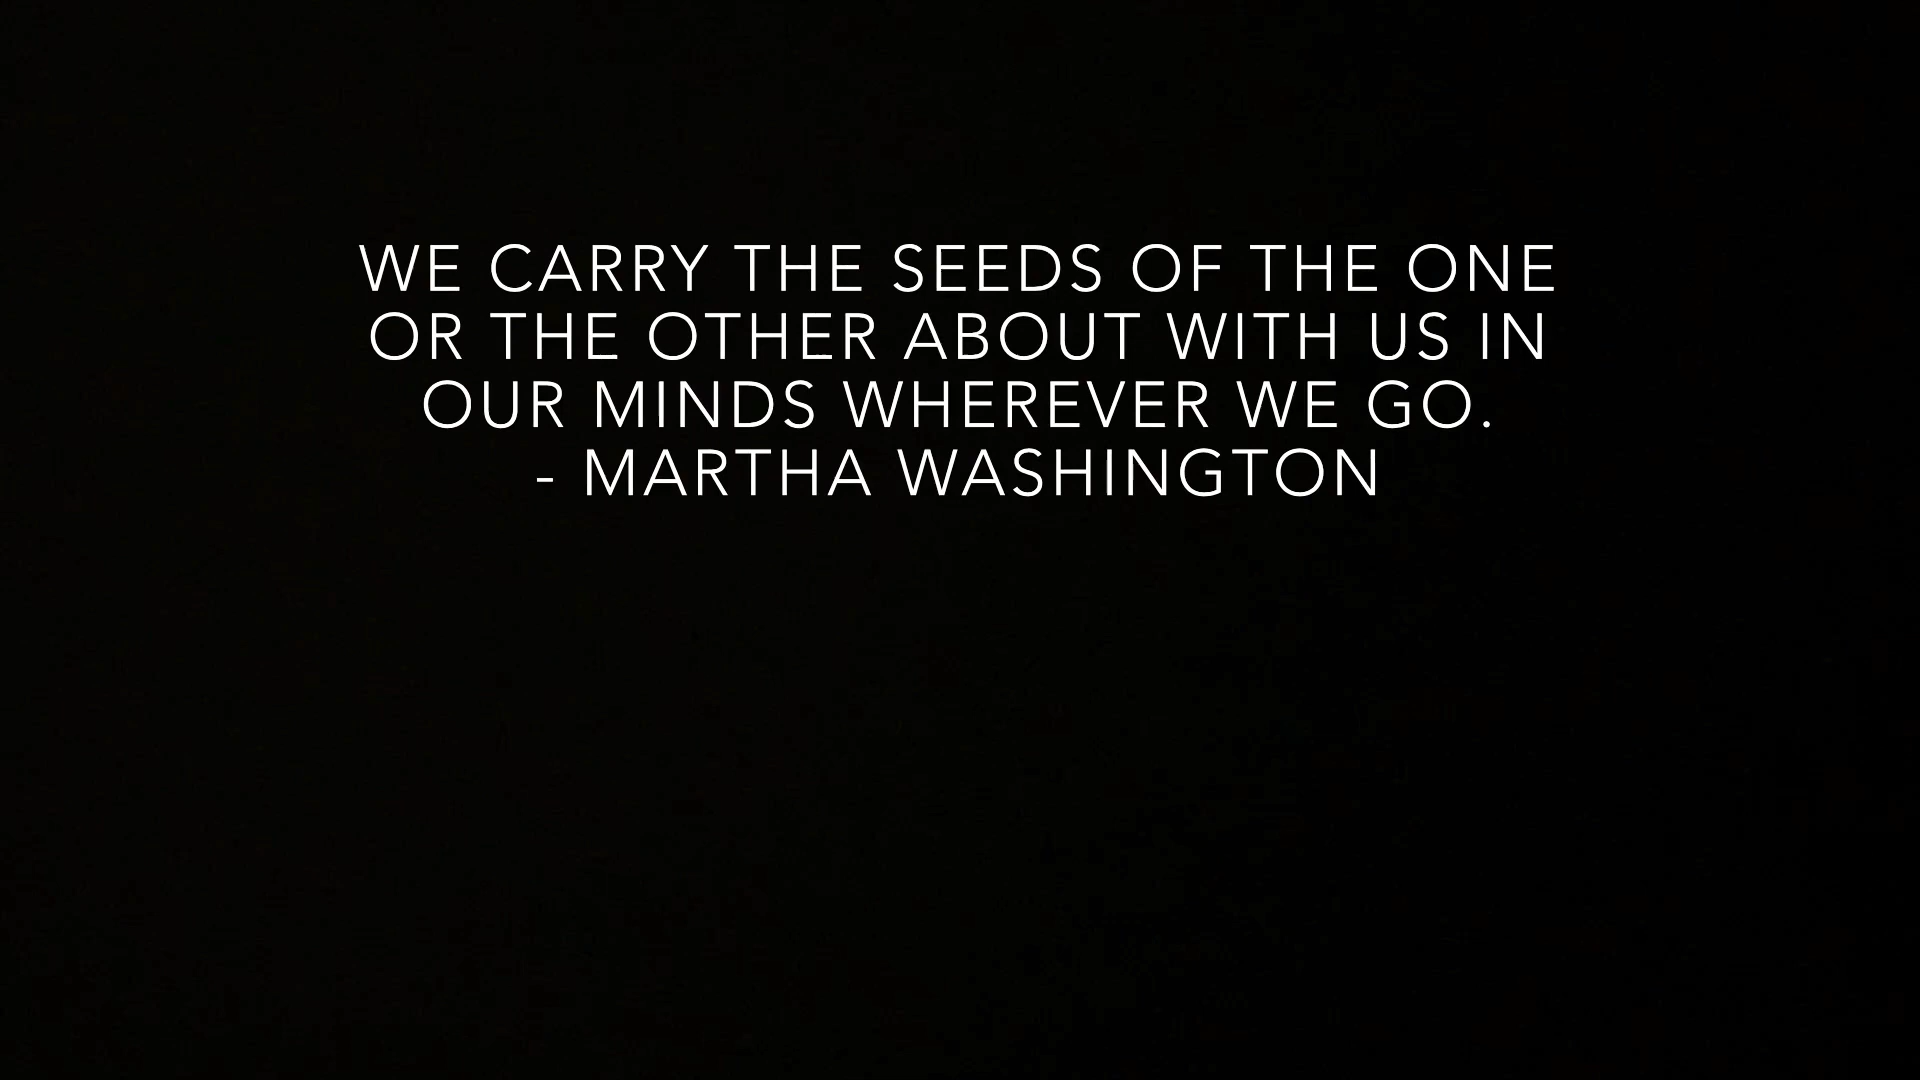 WE CARRY THE SEEDS OF THE ONE
OR THE OTHER ABOUT WITH US IN
OUR MINDS WHEREVER WE GO.
- MARTHA WASHINGTON